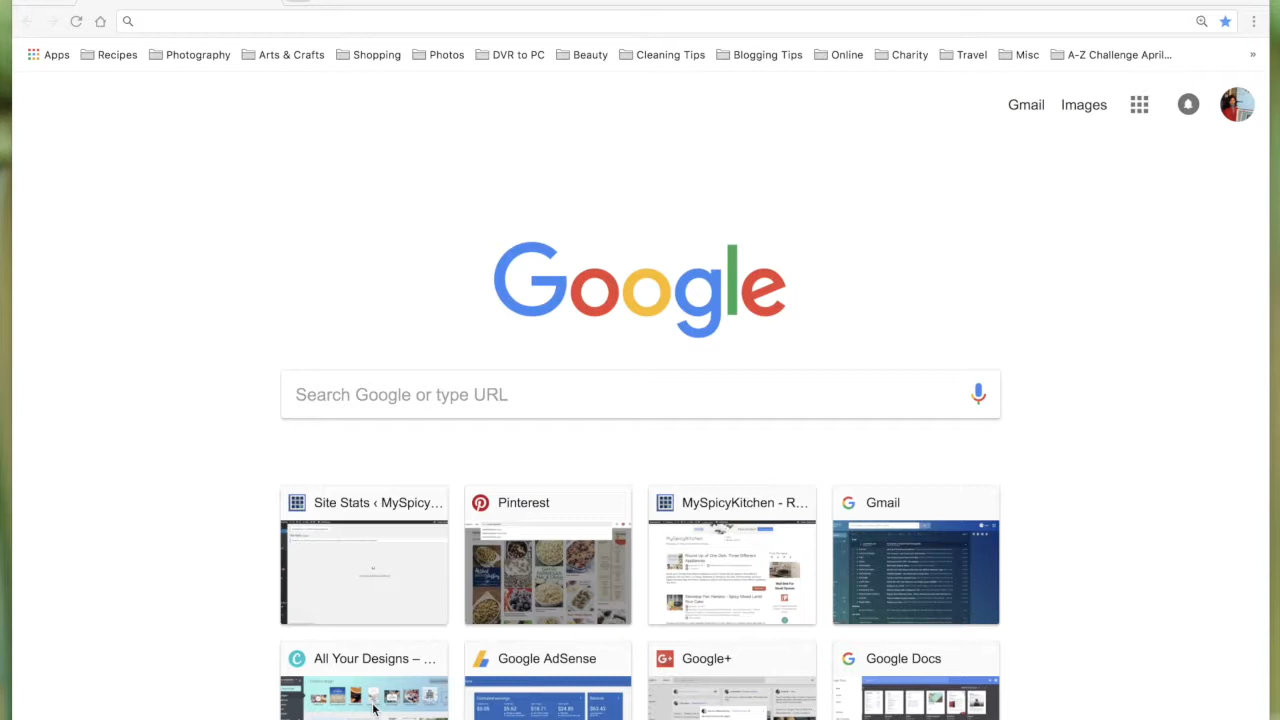 Apps Recipes Photography Arts & Crafts Shopping Photos DVR to PC Beauty Cleaning Tips Blogging Tips Online Charity Travel Misc A-Z Challenge April... »
Gmail Images
Google
Search Google or type URL
Site Stats ‹ MySpicy... Pinterest MySpicyKitchen - R... Gmail
MySpicyKitchen
All Your Designs – ... Google AdSense Google+ Google Docs